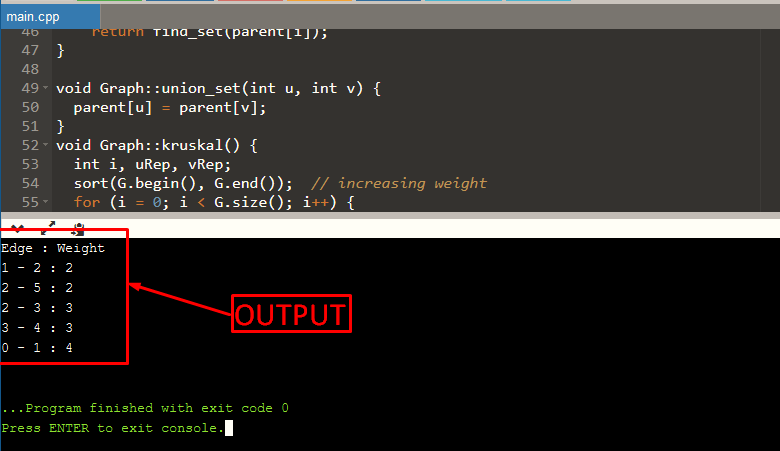 main.cpp
46 return find_set(parent[i]);
47 }
48
49 void Graph::union_set(int u, int v) {
50 parent[u] = parent[v];
51 }
52 void Graph::kruskal() {
53 int i, uRep, vRep;
54 sort(G.begin(), G.end()); // increasing weight
55 for (i = 0; i < G.size(); i++) {
Edge : Weight
1 - 2 : 2
2 - 5 : 2
2 - 3 : 3
OUTPUT
3 - 4 : 3
0 - 1 : 4
...Program finished with exit code 0
Press ENTER to exit console.